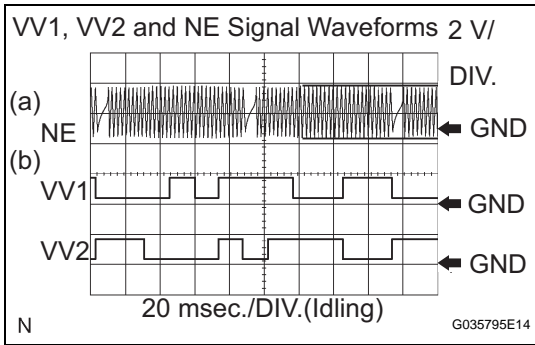 VV1, VV2 and NE Signal Waveforms 2 V/
DIV.
(a)
NE
GND
(b)
VV1
GND
VV2
GND
20 msec./DIV.(Idling)
N
G035795E14